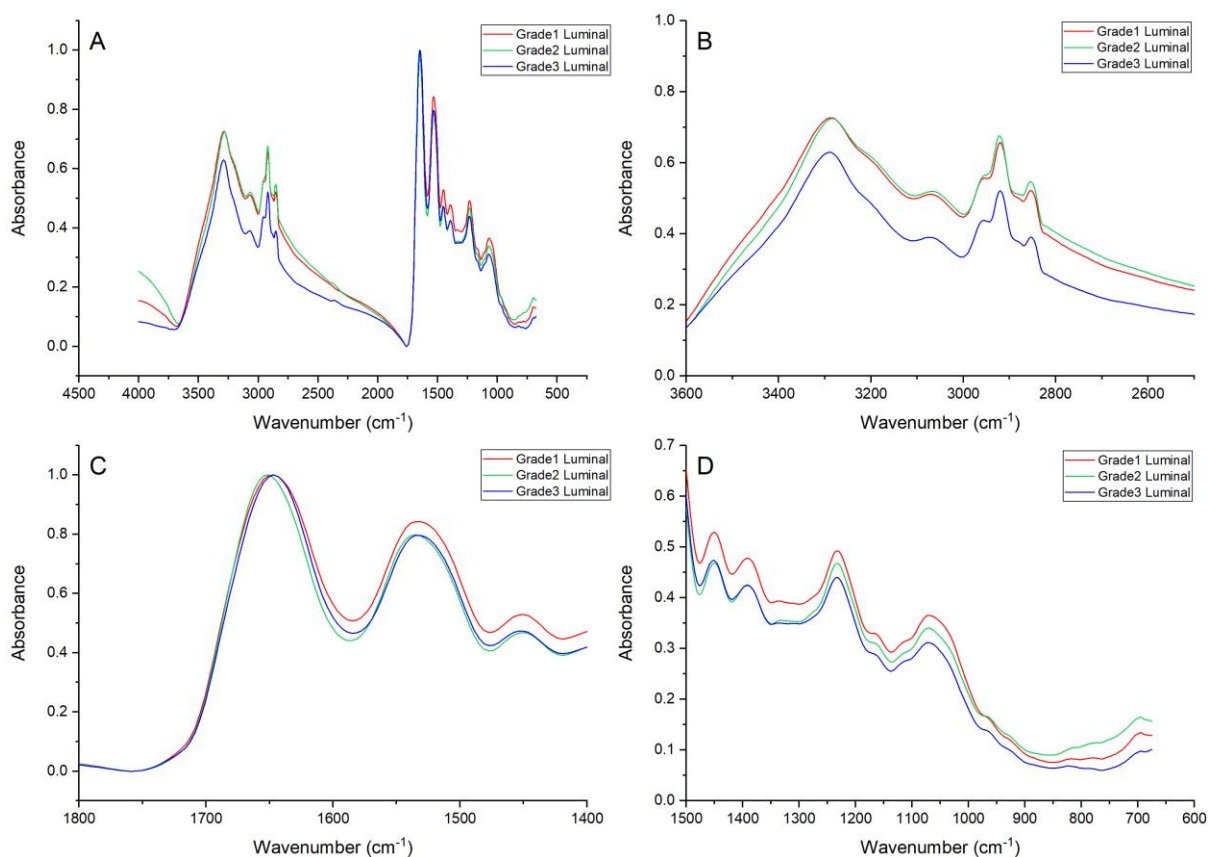 A
Grade1 Luminal
Grade2 Luminal
Grade3 Luminal
Absorbance
1.0
0.8
0.6
0.4
0.2
0.0
4500 4000 3500 3000 2500 2000 1500 1000 500
Wavenumber (cm-1)
B
Grade1 Luminal
Grade2 Luminal
Grade3 Luminal
Absorbance
1.0
0.8
0.6
0.4
0.2
0.0
3600 3400 3200 3000 2800 2600
Wavenumber (cm-1)
C
Grade1 Luminal
Grade2 Luminal
Grade3 Luminal
Absorbance
1.0
0.8
0.6
0.4
0.2
0.0
1800 1700 1600 1500 1400
Wavenumber (cm-1)
D
Grade1 Luminal
Grade2 Luminal
Grade3 Luminal
Absorbance
0.7
0.6
0.5
0.4
0.3
0.2
0.1
0.0
1500 1400 1300 1200 1100 1000 900 800 700 600
Wavenumber (cm-1)